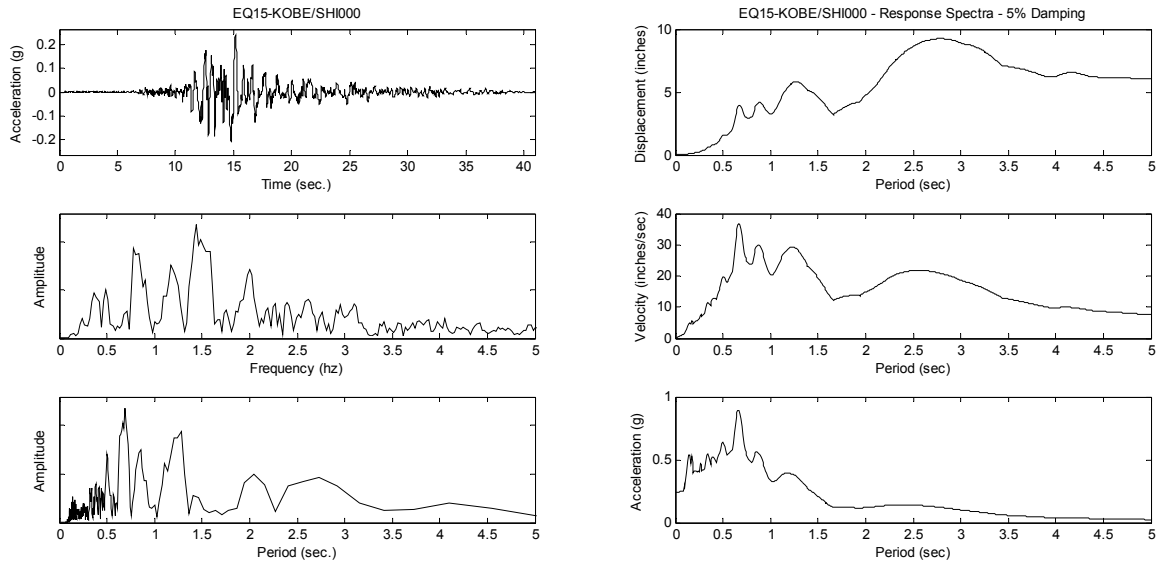 EQ15-KOBE/SHI000
Acceleration (g)
0.2
0.1
0
-0.1
-0.2
0 5 10 15 20 25 30 35 40
Time (sec.)
Amplitude
0 0.5 1 1.5 2 2.5 3 3.5 4 4.5 5
Frequency (hz)
Amplitude
0 0.5 1 1.5 2 2.5 3 3.5 4 4.5 5
Period (sec.)
EQ15-KOBE/SHI000 - Response Spectra - 5% Damping
Displacement (inches)
10
5
0
0 0.5 1 1.5 2 2.5 3 3.5 4 4.5 5
Period (sec)
Velocity (inches/sec)
40
30
20
10
0
0 0.5 1 1.5 2 2.5 3 3.5 4 4.5 5
Period (sec)
Acceleration (g)
1
0.5
0
0 0.5 1 1.5 2 2.5 3 3.5 4 4.5 5
Period (sec)